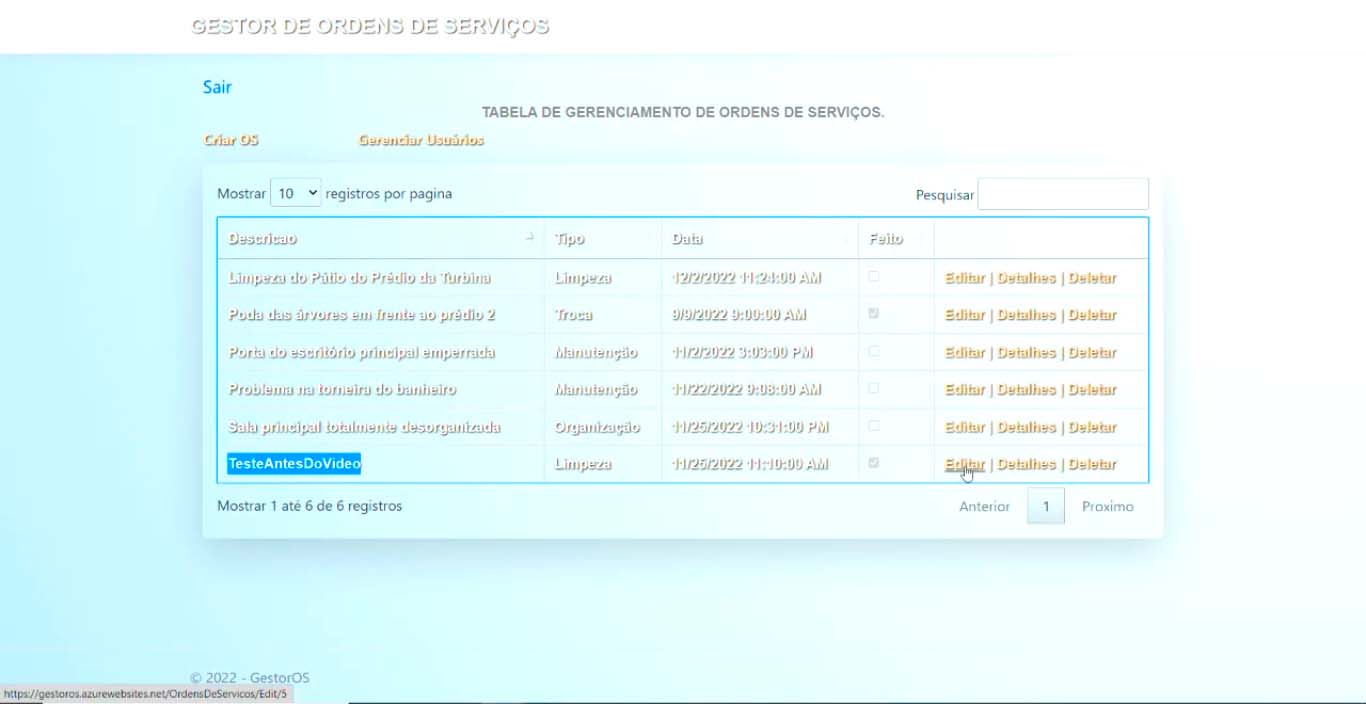 GESTOR DE ORDENS DE SERVIÇOS
Sair
TABELA DE GERENCIAMENTO DE ORDENS DE SERVIÇOS.
Criar OS Gerenciar Usuários
Mostrar 10 registros por pagina Pesquisar
Descricao Tipo Data Feito
Limpeza do Pátio do Prédio da Turbina Limpeza 12/2/2022 11:24:00 AM Editar | Detalhes | Deletar
Poda das árvores em frente ao prédio 2 Troca 9/9/2022 9:00:00 AM Editar | Detalhes | Deletar
Porta do escritório principal emperrada Manutenção 11/2/2022 3:03:00 PM Editar | Detalhes | Deletar
Problema na torneira do banheiro Manutenção 11/22/2022 9:08:00 AM Editar | Detalhes | Deletar
Sala principal totalmente desorganizada Organização 11/25/2022 10:31:00 PM Editar | Detalhes | Deletar
TesteAntesDoVideo Limpeza 11/25/2022 11:10:00 AM Editar | Detalhes | Deletar
Mostrar 1 até 6 de 6 registros Anterior 1 Proximo
© 2022 - GestorOS
https://gestoros.azurewebsites.net/OrdensDeServicos/Edit/5